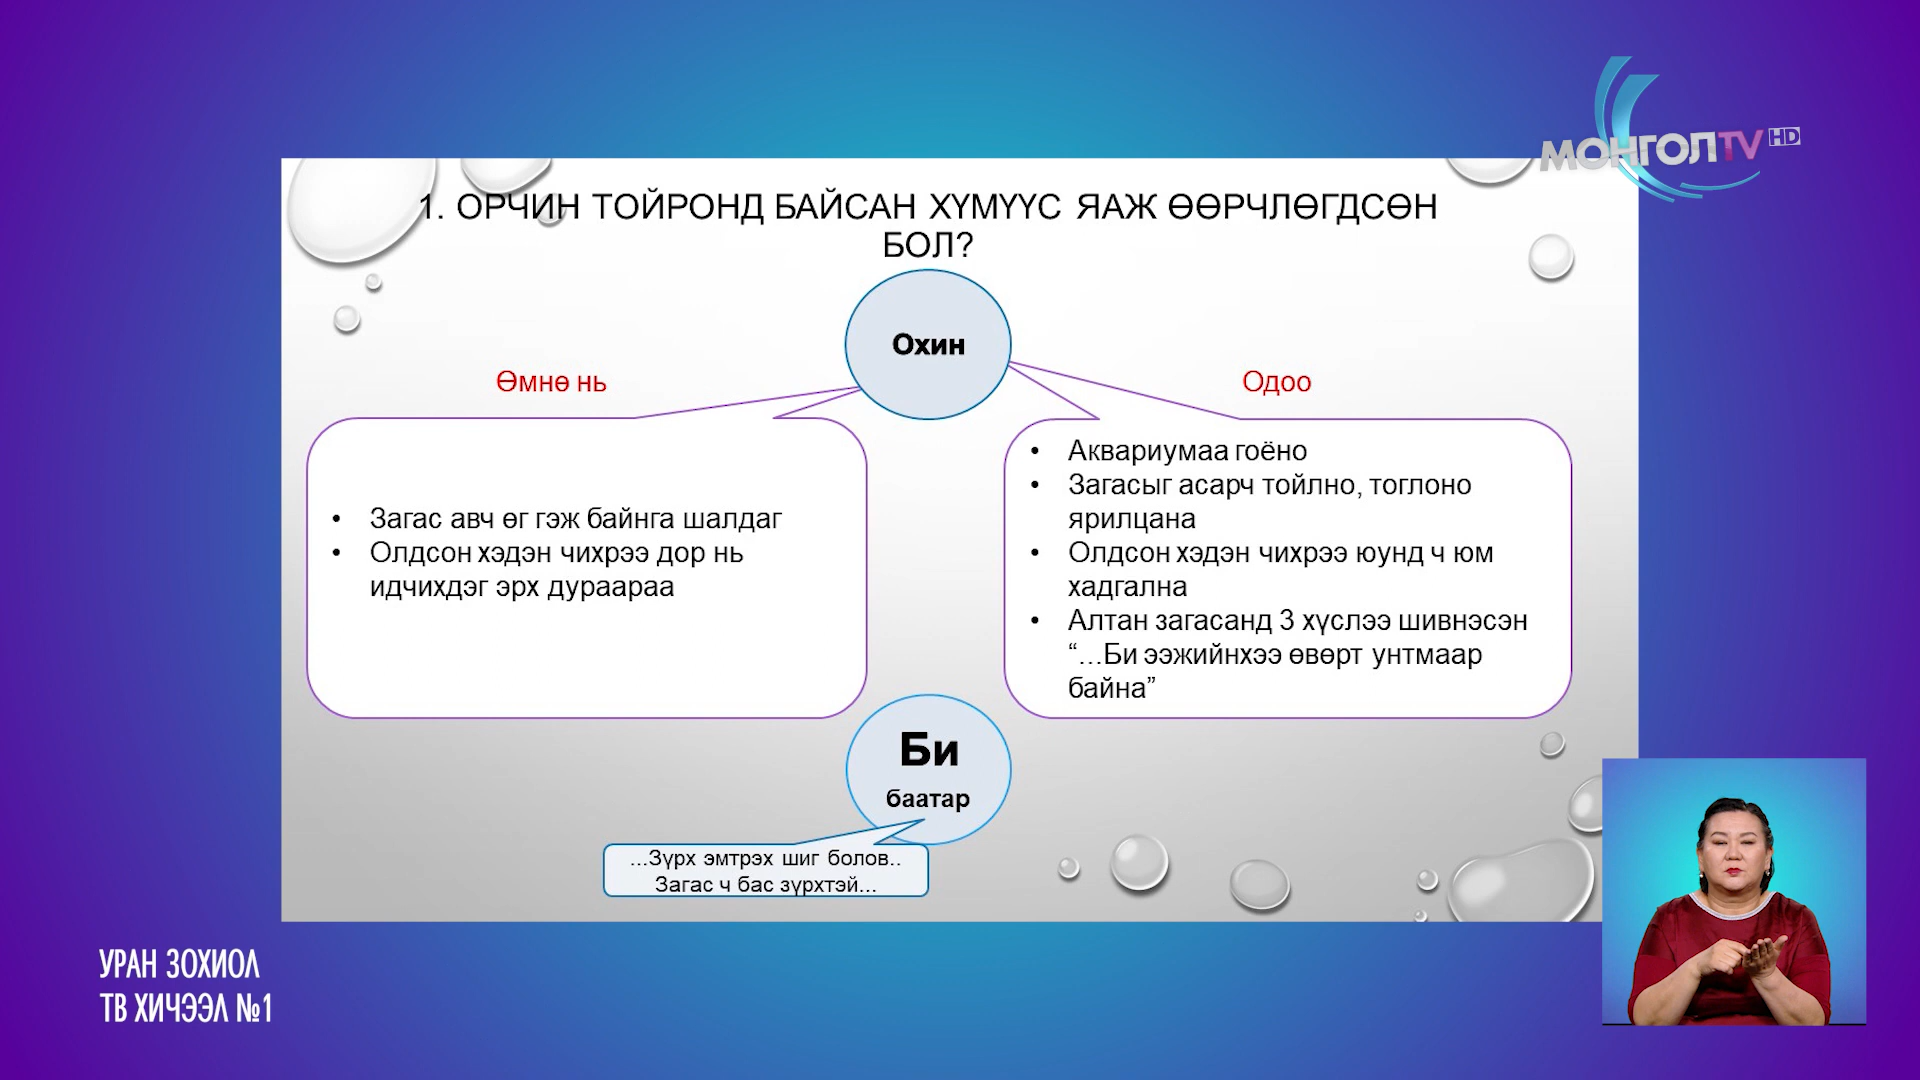 МОНГОЛTV HD
1. ОРЧИН ТОЙРОНД БАЙСАН ХҮМҮҮС ЯАЖ ӨӨРЧЛӨГДСӨН
БОЛ?
Охин
Өмнө нь
Одоо
• Загас авч өг гэж байнга шалдаг
• Олдсон хэдэн чихрээ дор нь
идчихдэг эрх дураараа
• Аквариумаа гоёно
• Загасыг асарч тойлно, тоглоно
ярилцана
• Олдсон хэдэн чихрээ юунд ч юм
хадгална
• Алтан загасанд 3 хүслээ шивнэсэн
“...Би ээжийнхээ өвөрт унтмаар
байна”
Би
баатар
...Зүрх эмтрэх шиг болов..
Загас ч бас зүрхтэй...
УРАН ЗОХИОЛ
ТВ ХИЧЭЭЛ №1